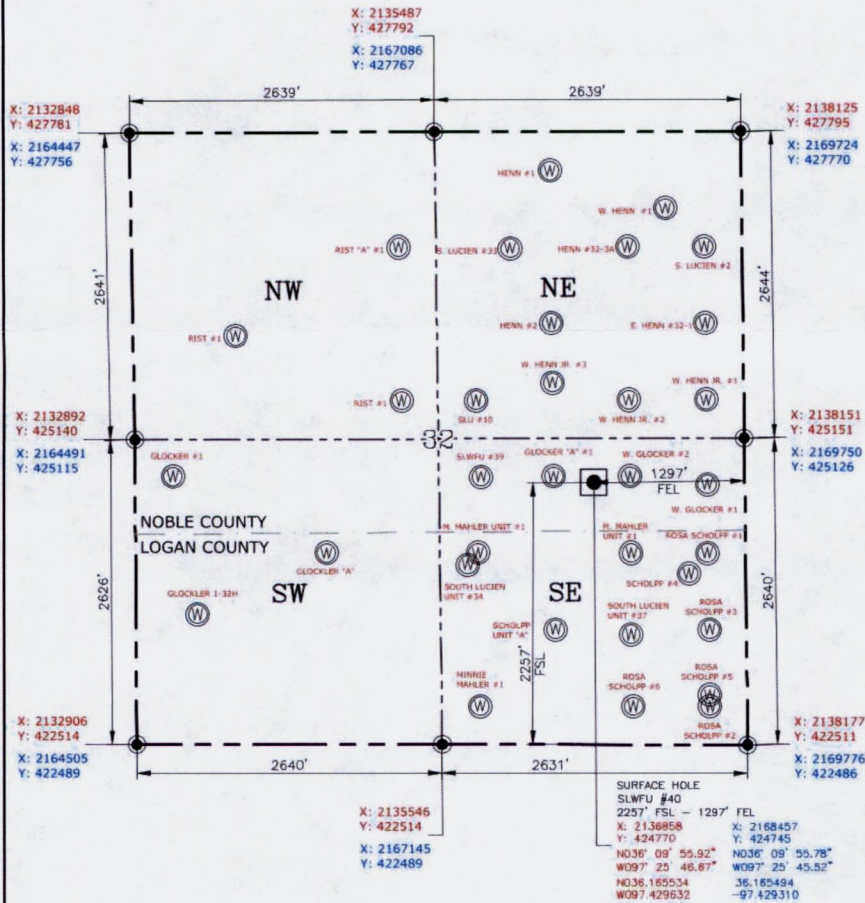 X: 2135487
Y: 427792
X: 2167086
Y: 427767
2639'
2639'
X: 2132848
Y: 427781
X: 2164447
Y: 427756
X: 2138125
Y: 427795
X: 2169724
Y: 427770
HENN #1
W. HENN #1
RIST "A" #1
S. LUCIEN #33
HENN #32-3A
S. LUCIEN #2
2641'
NW
NE
2644'
RIST #1
HENN #2
E. HENN #32-1
W. HENN JR. #3
RIST #1
SLU #10
W. HENN JR. #2
W. HENN JR. #1
X: 2132892
Y: 425140
X: 2164491
Y: 425115
32
X: 2138151
Y: 425151
X: 2169750
Y: 425126
GLOCKER #1
SLWFU #39
GLOCKER "A" #1
W. GLOCKER #2
1297'
FEL
W. GLOCKER #1
NOBLE COUNTY
LOGAN COUNTY
M. MAHLER UNIT #1
M. MAHLER
UNIT #1
ROSA SCHOLPP #1
GLOCKLER "A"
SCHOLPP #4
2626'
GLOCKLER 1-32H
SW
SOUTH LUCIEN
UNIT #34
SE
2640'
SCHOLPP
UNIT "A"
SOUTH LUCIEN
UNIT #37
ROSA
SCHOLPP #3
2257'
FSL
MINNIE
MAHLER #1
ROSA
SCHOLPP #6
ROSA
SCHOLPP #5
ROSA
SCHOLPP #2
X: 2132906
Y: 422514
X: 2164505
Y: 422489
X: 2138177
Y: 422511
X: 2169776
Y: 422486
2640'
2631'
X: 2135546
Y: 422514
X: 2167145
Y: 422489
SURFACE HOLE
SLWFU #40
2257' FSL - 1297' FEL
X: 2136858
Y: 424770
N036° 09' 55.92"
W097° 25' 46.67"
N036.165534
W097.429632
X: 2168457
Y: 424745
N036° 09' 55.78"
W097° 25' 45.52"
36.165494
-97.429310